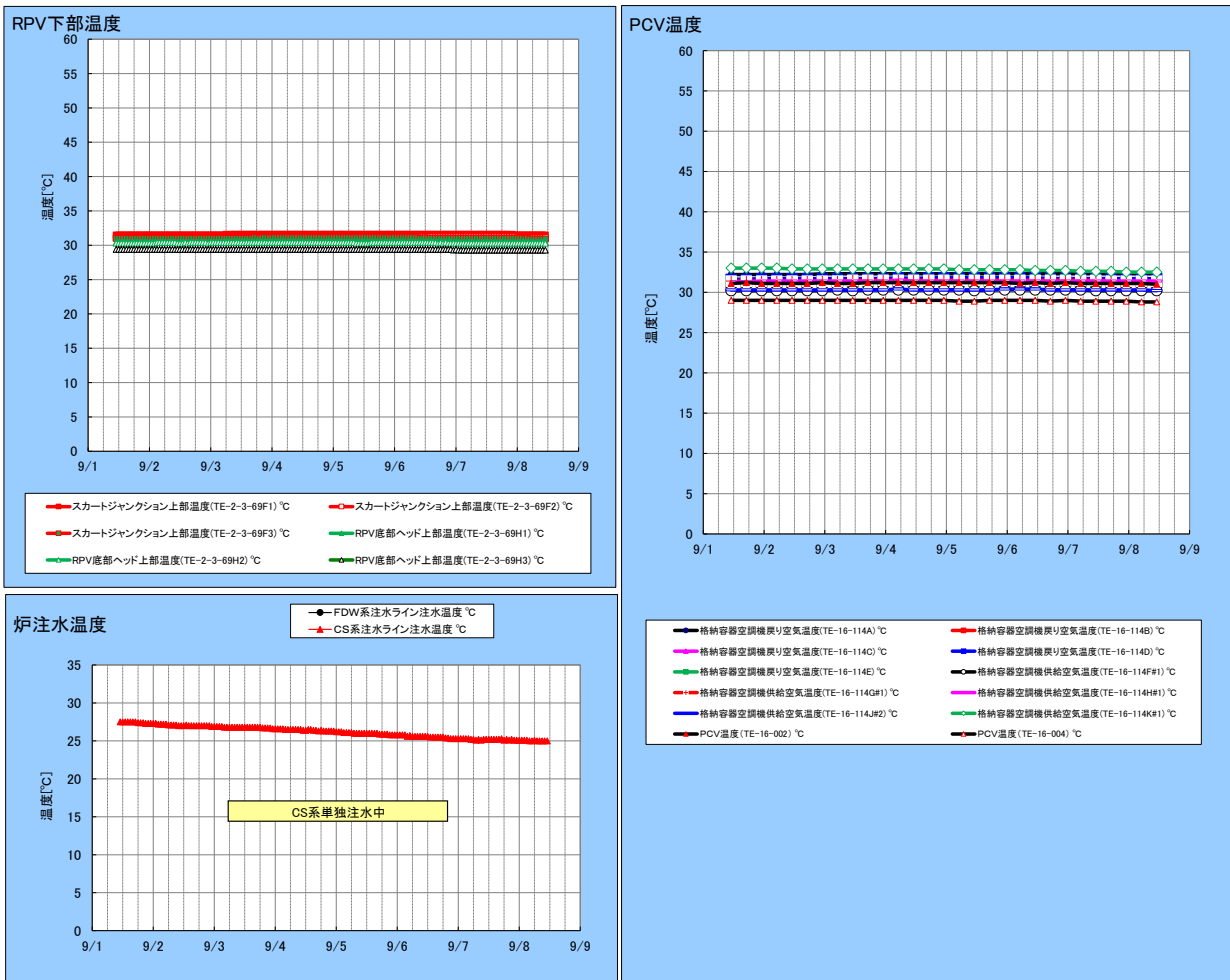 RPV下部温度
60
55
50
45
40
35
30
25
20
15
10
5
0
温度[℃]
9/1 9/2 9/3 9/4 9/5 9/6 9/7 9/8 9/9
スカートジャンクション上部温度(TE-2-3-69F1) ℃ スカートジャンクション上部温度(TE-2-3-69F2) ℃
スカートジャンクション上部温度(TE-2-3-69F3) ℃ RPV底部ヘッド上部温度(TE-2-3-69H1) ℃
RPV底部ヘッド上部温度(TE-2-3-69H2) ℃ RPV底部ヘッド上部温度(TE-2-3-69H3) ℃
炉注水温度
FDW系注水ライン注水温度 ℃
CS系注水ライン注水温度 ℃
35
30
25
20
15
10
5
0
温度[℃]
CS系単独注水中
9/1 9/2 9/3 9/4 9/5 9/6 9/7 9/8 9/9
PCV温度
60
55
50
45
40
35
30
25
20
15
10
5
0
温度[℃]
9/1 9/2 9/3 9/4 9/5 9/6 9/7 9/8 9/9
格納容器空調機戻り空気温度(TE-16-114A) ℃ 格納容器空調機戻り空気温度(TE-16-114B) ℃
格納容器空調機戻り空気温度(TE-16-114C) ℃ 格納容器空調機戻り空気温度(TE-16-114D) ℃
格納容器空調機戻り空気温度(TE-16-114E) ℃ 格納容器空調機供給空気温度(TE-16-114F#1) ℃
格納容器空調機供給空気温度(TE-16-114G#1) ℃ 格納容器空調機供給空気温度(TE-16-114H#1) ℃
格納容器空調機供給空気温度(TE-16-114J#2) ℃ 格納容器空調機供給空気温度(TE-16-114K#1) ℃
PCV温度(TE-16-002) ℃ PCV温度(TE-16-004) ℃